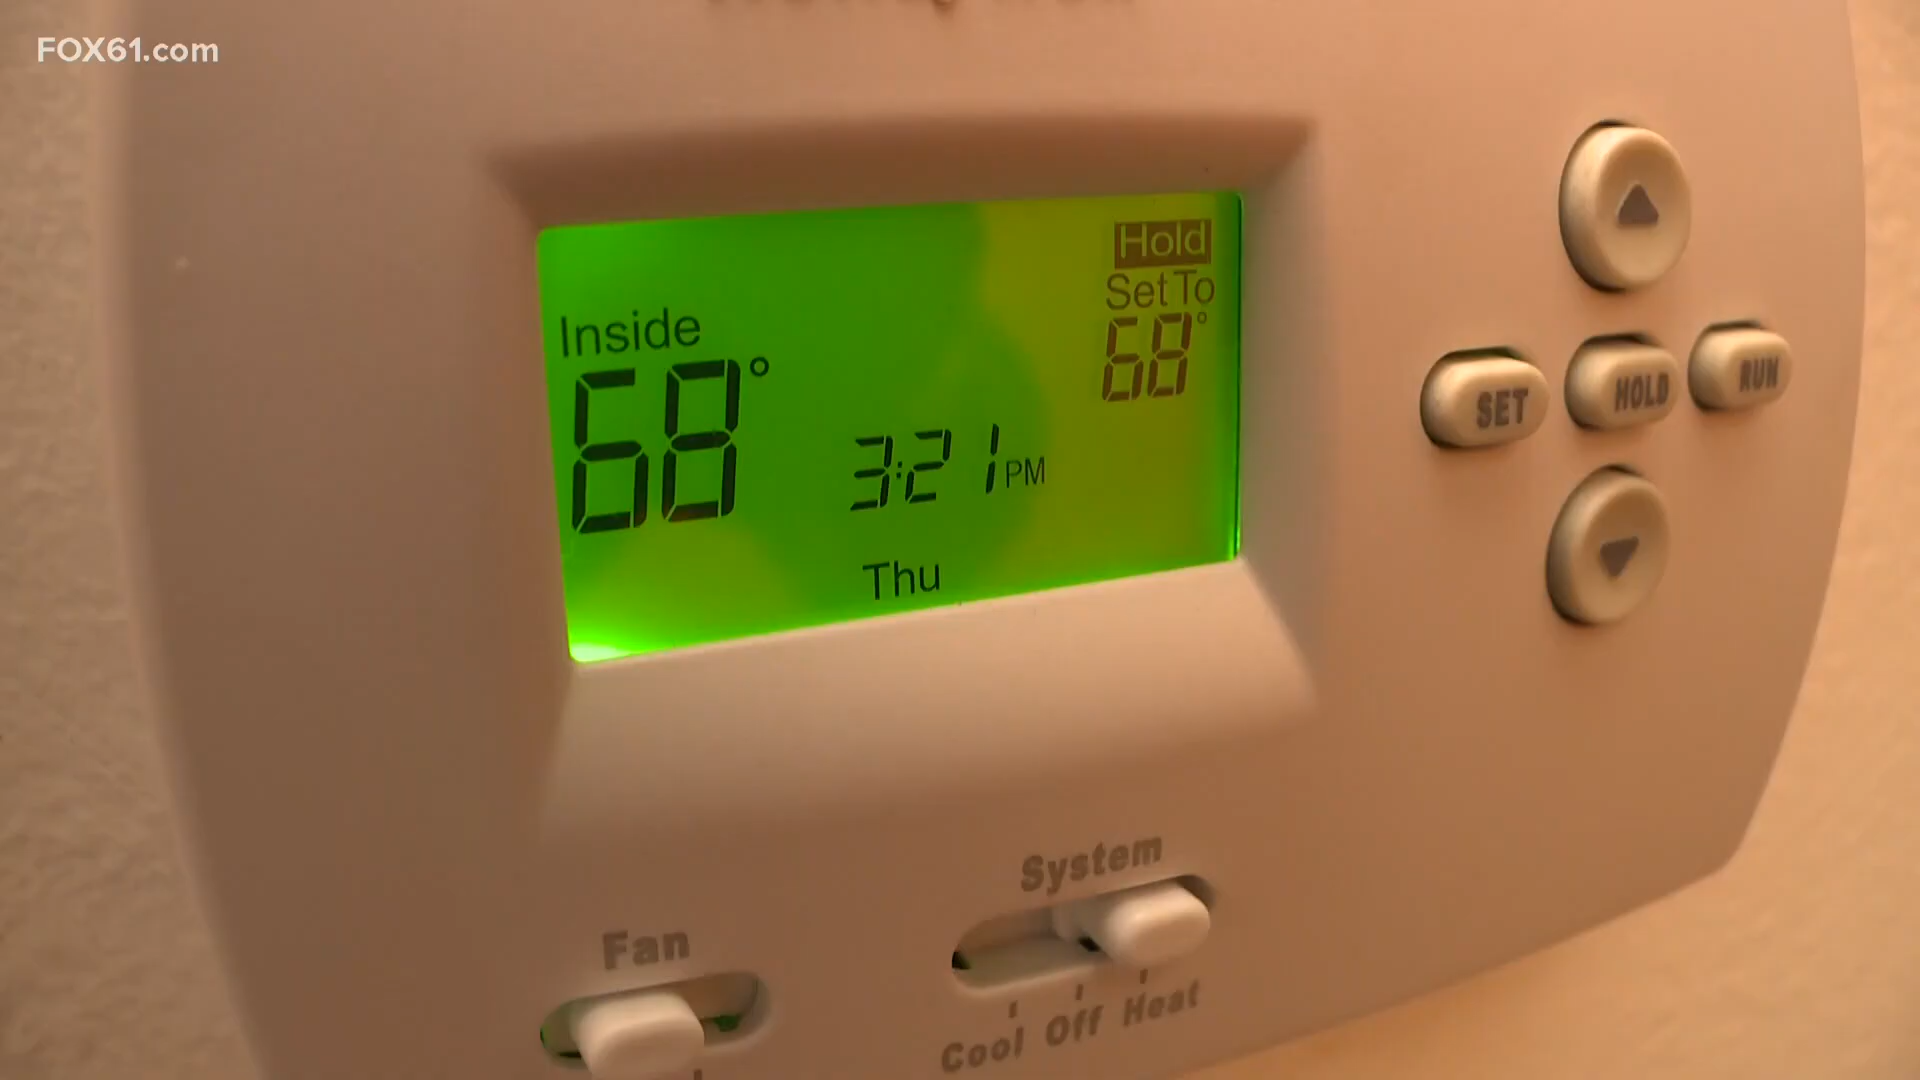 FOX61.com
Hold
Set To
68°
Inside
68°
3:21 PM
Thu
SET
HOLD
RUN
System
Cool Off Heat
Fan